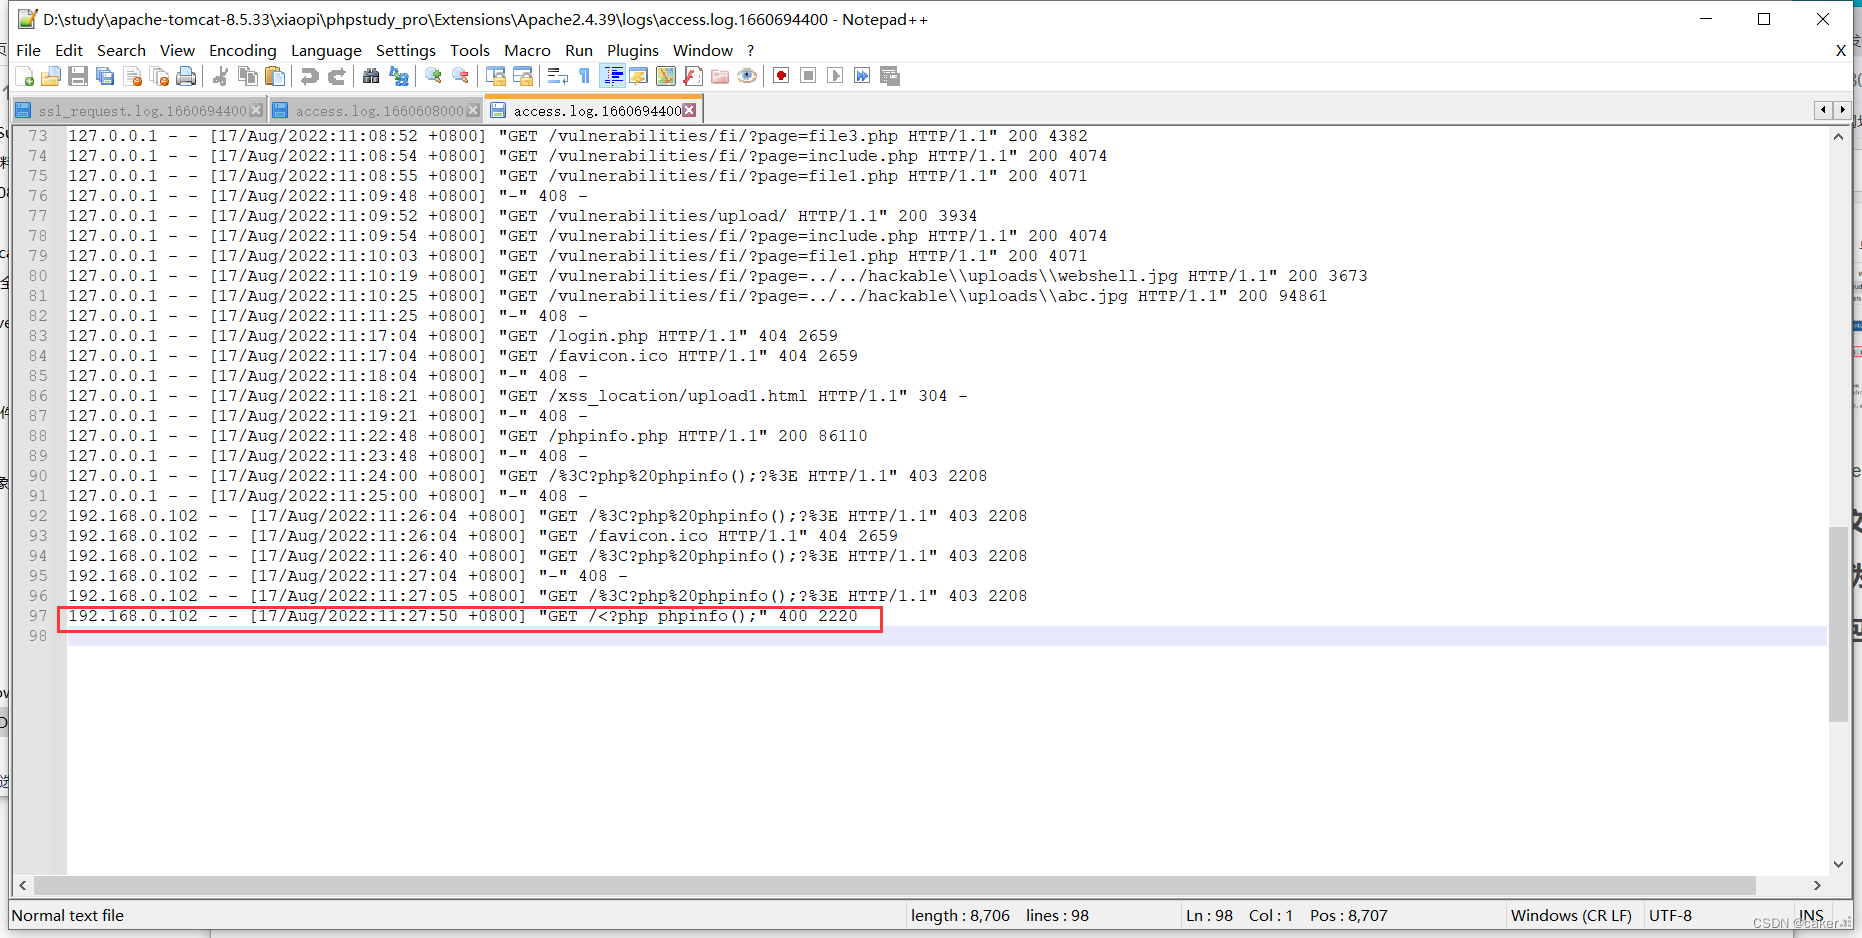 D:\study\apache-tomcat-8.5.33\xiaopi\phpstudy_pro\Extensions\Apache2.4.39\logs\access.log.1660694400 - Notepad++
File Edit Search View Encoding Language Settings Tools Macro Run Plugins Window ? X
ssl_request.log.1660694400 access.log.1660608000 access.log.1660694400
73 127.0.0.1 - - [17/Aug/2022:11:08:52 +0800] "GET /vulnerabilities/fi/?page=file3.php HTTP/1.1" 200 4382
74 127.0.0.1 - - [17/Aug/2022:11:08:54 +0800] "GET /vulnerabilities/fi/?page=include.php HTTP/1.1" 200 4074
75 127.0.0.1 - - [17/Aug/2022:11:08:55 +0800] "GET /vulnerabilities/fi/?page=file1.php HTTP/1.1" 200 4071
76 127.0.0.1 - - [17/Aug/2022:11:09:48 +0800] "-" 408 -
77 127.0.0.1 - - [17/Aug/2022:11:09:52 +0800] "GET /vulnerabilities/upload/ HTTP/1.1" 200 3934
78 127.0.0.1 - - [17/Aug/2022:11:09:54 +0800] "GET /vulnerabilities/fi/?page=include.php HTTP/1.1" 200 4074
79 127.0.0.1 - - [17/Aug/2022:11:10:03 +0800] "GET /vulnerabilities/fi/?page=file1.php HTTP/1.1" 200 4071
80 127.0.0.1 - - [17/Aug/2022:11:10:19 +0800] "GET /vulnerabilities/fi/?page=../../hackable\\uploads\\webshell.jpg HTTP/1.1" 200 3673
81 127.0.0.1 - - [17/Aug/2022:11:10:25 +0800] "GET /vulnerabilities/fi/?page=../../hackable\\uploads\\abc.jpg HTTP/1.1" 200 94861
82 127.0.0.1 - - [17/Aug/2022:11:11:25 +0800] "-" 408 -
83 127.0.0.1 - - [17/Aug/2022:11:17:04 +0800] "GET /login.php HTTP/1.1" 404 2659
84 127.0.0.1 - - [17/Aug/2022:11:17:04 +0800] "GET /favicon.ico HTTP/1.1" 404 2659
85 127.0.0.1 - - [17/Aug/2022:11:18:04 +0800] "-" 408 -
86 127.0.0.1 - - [17/Aug/2022:11:18:21 +0800] "GET /xss_location/upload1.html HTTP/1.1" 304 -
87 127.0.0.1 - - [17/Aug/2022:11:19:21 +0800] "-" 408 -
88 127.0.0.1 - - [17/Aug/2022:11:22:48 +0800] "GET /phpinfo.php HTTP/1.1" 200 86110
89 127.0.0.1 - - [17/Aug/2022:11:23:48 +0800] "-" 408 -
90 127.0.0.1 - - [17/Aug/2022:11:24:00 +0800] "GET /%3C?php%20phpinfo();?%3E HTTP/1.1" 403 2208
91 127.0.0.1 - - [17/Aug/2022:11:25:00 +0800] "-" 408 -
92 192.168.0.102 - - [17/Aug/2022:11:26:04 +0800] "GET /%3C?php%20phpinfo();?%3E HTTP/1.1" 403 2208
93 192.168.0.102 - - [17/Aug/2022:11:26:04 +0800] "GET /favicon.ico HTTP/1.1" 404 2659
94 192.168.0.102 - - [17/Aug/2022:11:26:40 +0800] "GET /%3C?php%20phpinfo();?%3E HTTP/1.1" 403 2208
95 192.168.0.102 - - [17/Aug/2022:11:27:04 +0800] "-" 408 -
96 192.168.0.102 - - [17/Aug/2022:11:27:05 +0800] "GET /%3C?php%20phpinfo();?%3E HTTP/1.1" 403 2208
97 192.168.0.102 - - [17/Aug/2022:11:27:50 +0800] "GET /<?php phpinfo();" 400 2220
98
Normal text file length : 8,706 lines : 98 Ln : 98 Col : 1 Pos : 8,707 Windows (CR LF) UTF-8 INS
CSDN @caker